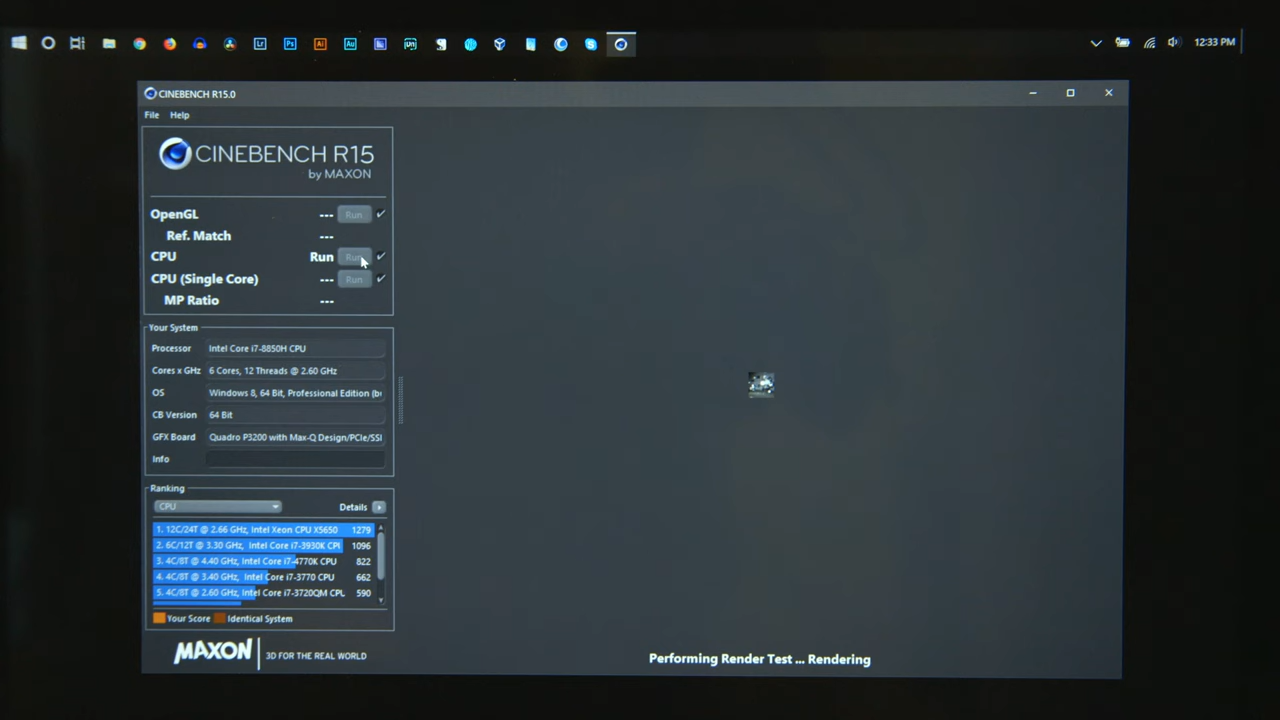 Lr Ps Ai Au
12:33 PM
CINEBENCH R15.0
File Help
CINEBENCH R15
by MAXON
OpenGL --- Run
Ref. Match ---
CPU Run Run
CPU (Single Core) --- Run
MP Ratio ---
Your System
Processor Intel Core i7-8850H CPU
Cores x GHz 6 Cores, 12 Threads @ 2.60 GHz
OS Windows 8, 64 Bit, Professional Edition (b
CB Version 64 Bit
GFX Board Quadro P3200 with Max-Q Design/PCIe/SSI
Info
Ranking
CPU Details
1. 12C/24T @ 2.66 GHz, Intel Xeon CPU X5650 1279
2. 6C/12T @ 3.30 GHz, Intel Core i7-3930K CPU 1096
3. 4C/8T @ 4.40 GHz, Intel Core i7-4770K CPU 822
4. 4C/8T @ 3.40 GHz, Intel Core i7-3770 CPU 662
5. 4C/8T @ 2.60 GHz, Intel Core i7-3720QM CPU 590
Your Score Identical System
MAXON 3D FOR THE REAL WORLD
Performing Render Test ... Rendering